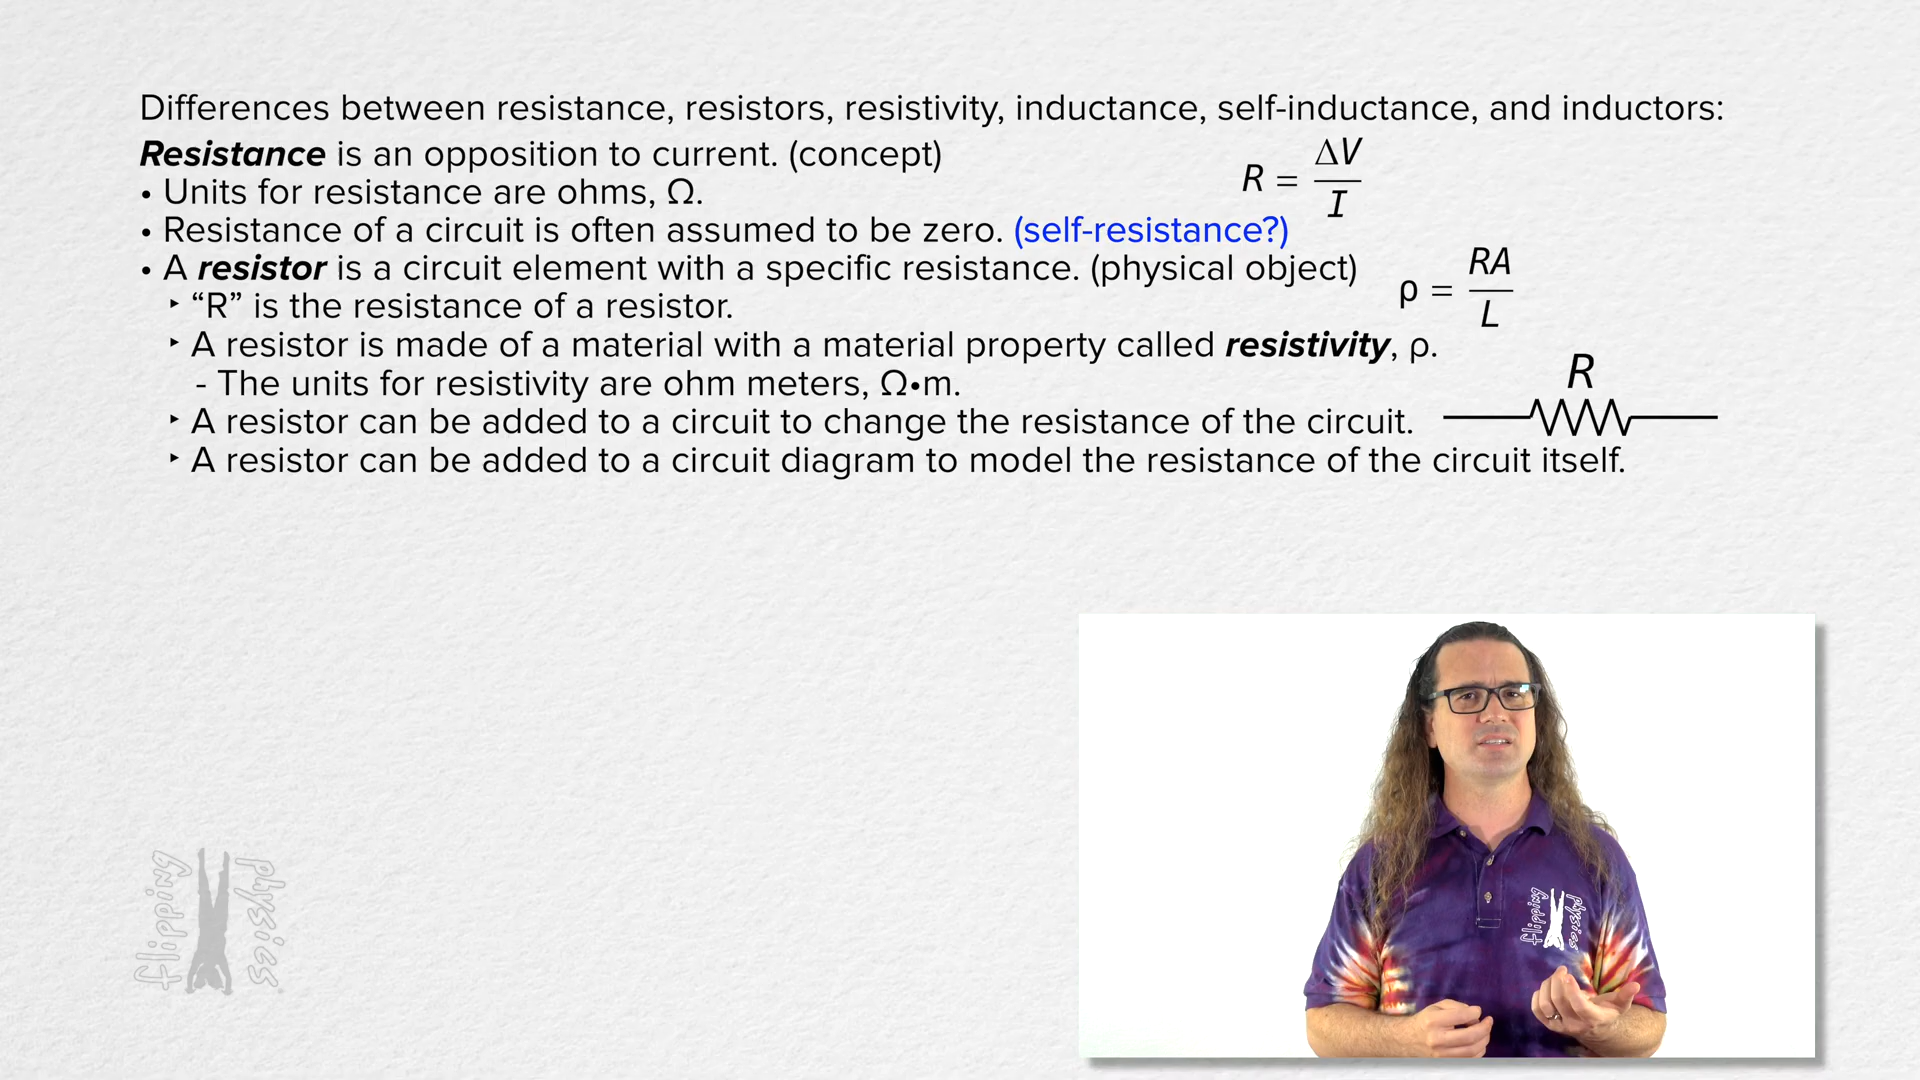 Differences between resistance, resistors, resistivity, inductance, self-inductance, and inductors:
Resistance is an opposition to current. (concept)
R = ΔV / I
• Units for resistance are ohms, Ω.
• Resistance of a circuit is often assumed to be zero. (self-resistance?)
• A resistor is a circuit element with a specific resistance. (physical object)
ρ = RA / L
‣ “R” is the resistance of a resistor.
‣ A resistor is made of a material with a material property called resistivity, ρ.
- The units for resistivity are ohm meters, Ω•m.
R
‣ A resistor can be added to a circuit to change the resistance of the circuit.
‣ A resistor can be added to a circuit diagram to model the resistance of the circuit itself.
flipping physics
flipping physics